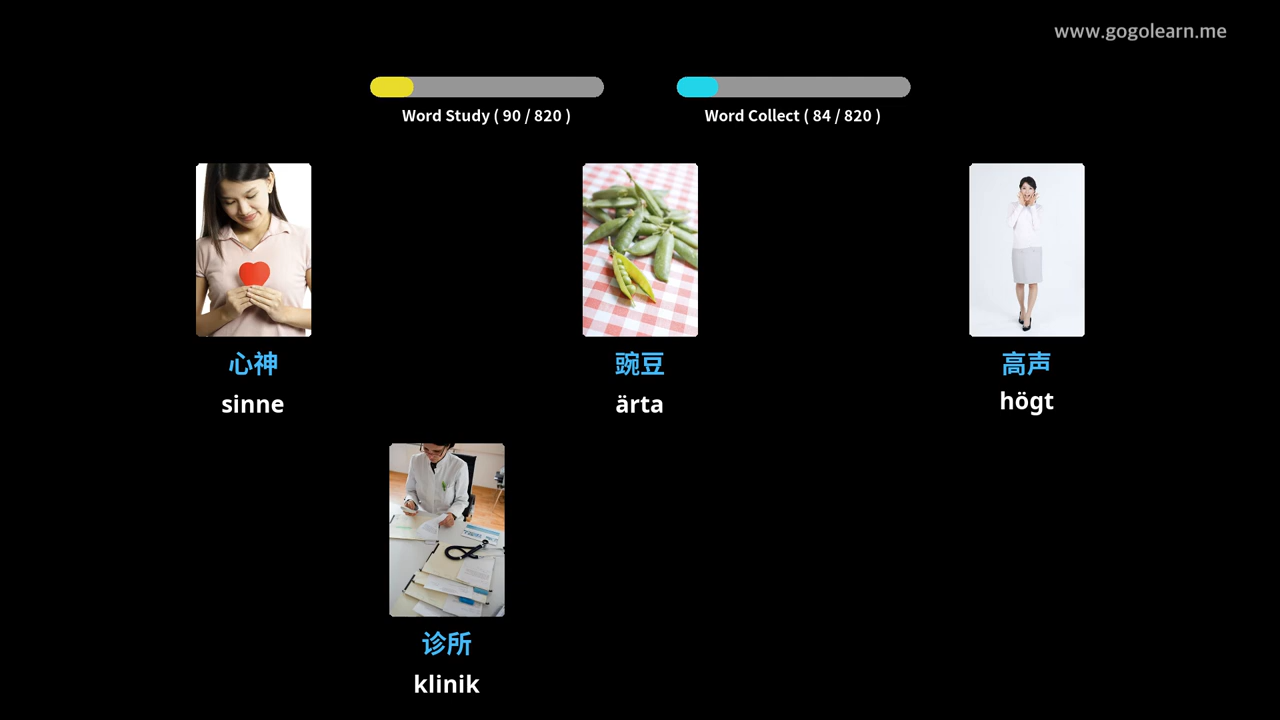 www.gogolearn.me
Word Study ( 90 / 820 )
Word Collect ( 84 / 820 )
心神
sinne
豌豆
ärta
高声
högt
诊所
klinik